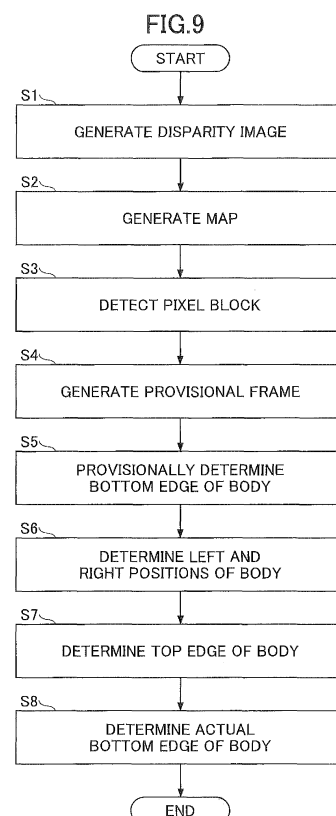 FIG.9
START
S1
GENERATE DISPARITY IMAGE
S2
GENERATE MAP
S3
DETECT PIXEL BLOCK
S4
GENERATE PROVISIONAL FRAME
S5
PROVISIONALLY DETERMINE
BOTTOM EDGE OF BODY
S6
DETERMINE LEFT AND
RIGHT POSITIONS OF BODY
S7
DETERMINE TOP EDGE OF BODY
S8
DETERMINE ACTUAL
BOTTOM EDGE OF BODY
END